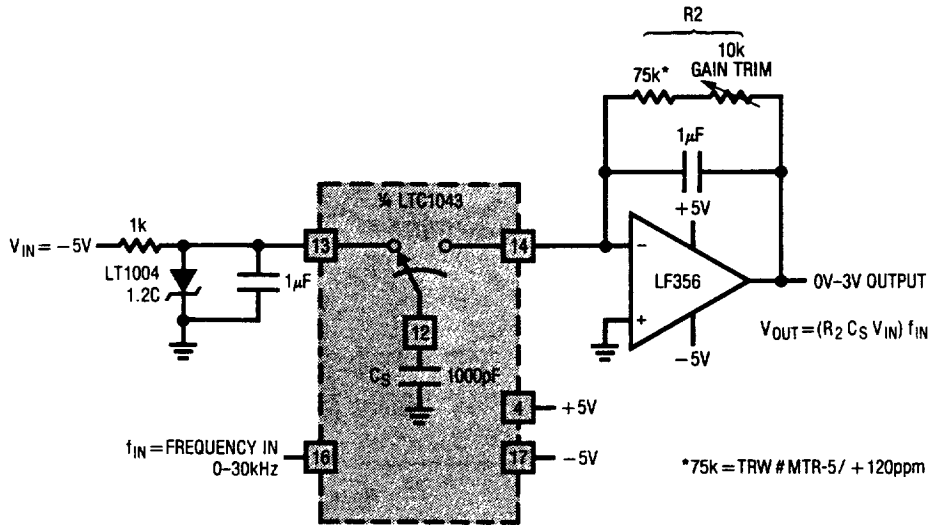 R2
10k
75k*
GAIN TRIM
1μF
¼ LTC1043
+5V
1k
VIN = −5V
13
14
−
LT1004
1.2C
1μF
LF356
0V–3V OUTPUT
+
12
VOUT = (R2 CS VIN) fIN
−5V
CS
1000pF
4
+5V
fIN = FREQUENCY IN
0–30kHz
16
17
−5V
*75k = TRW # MTR-5/ + 120ppm